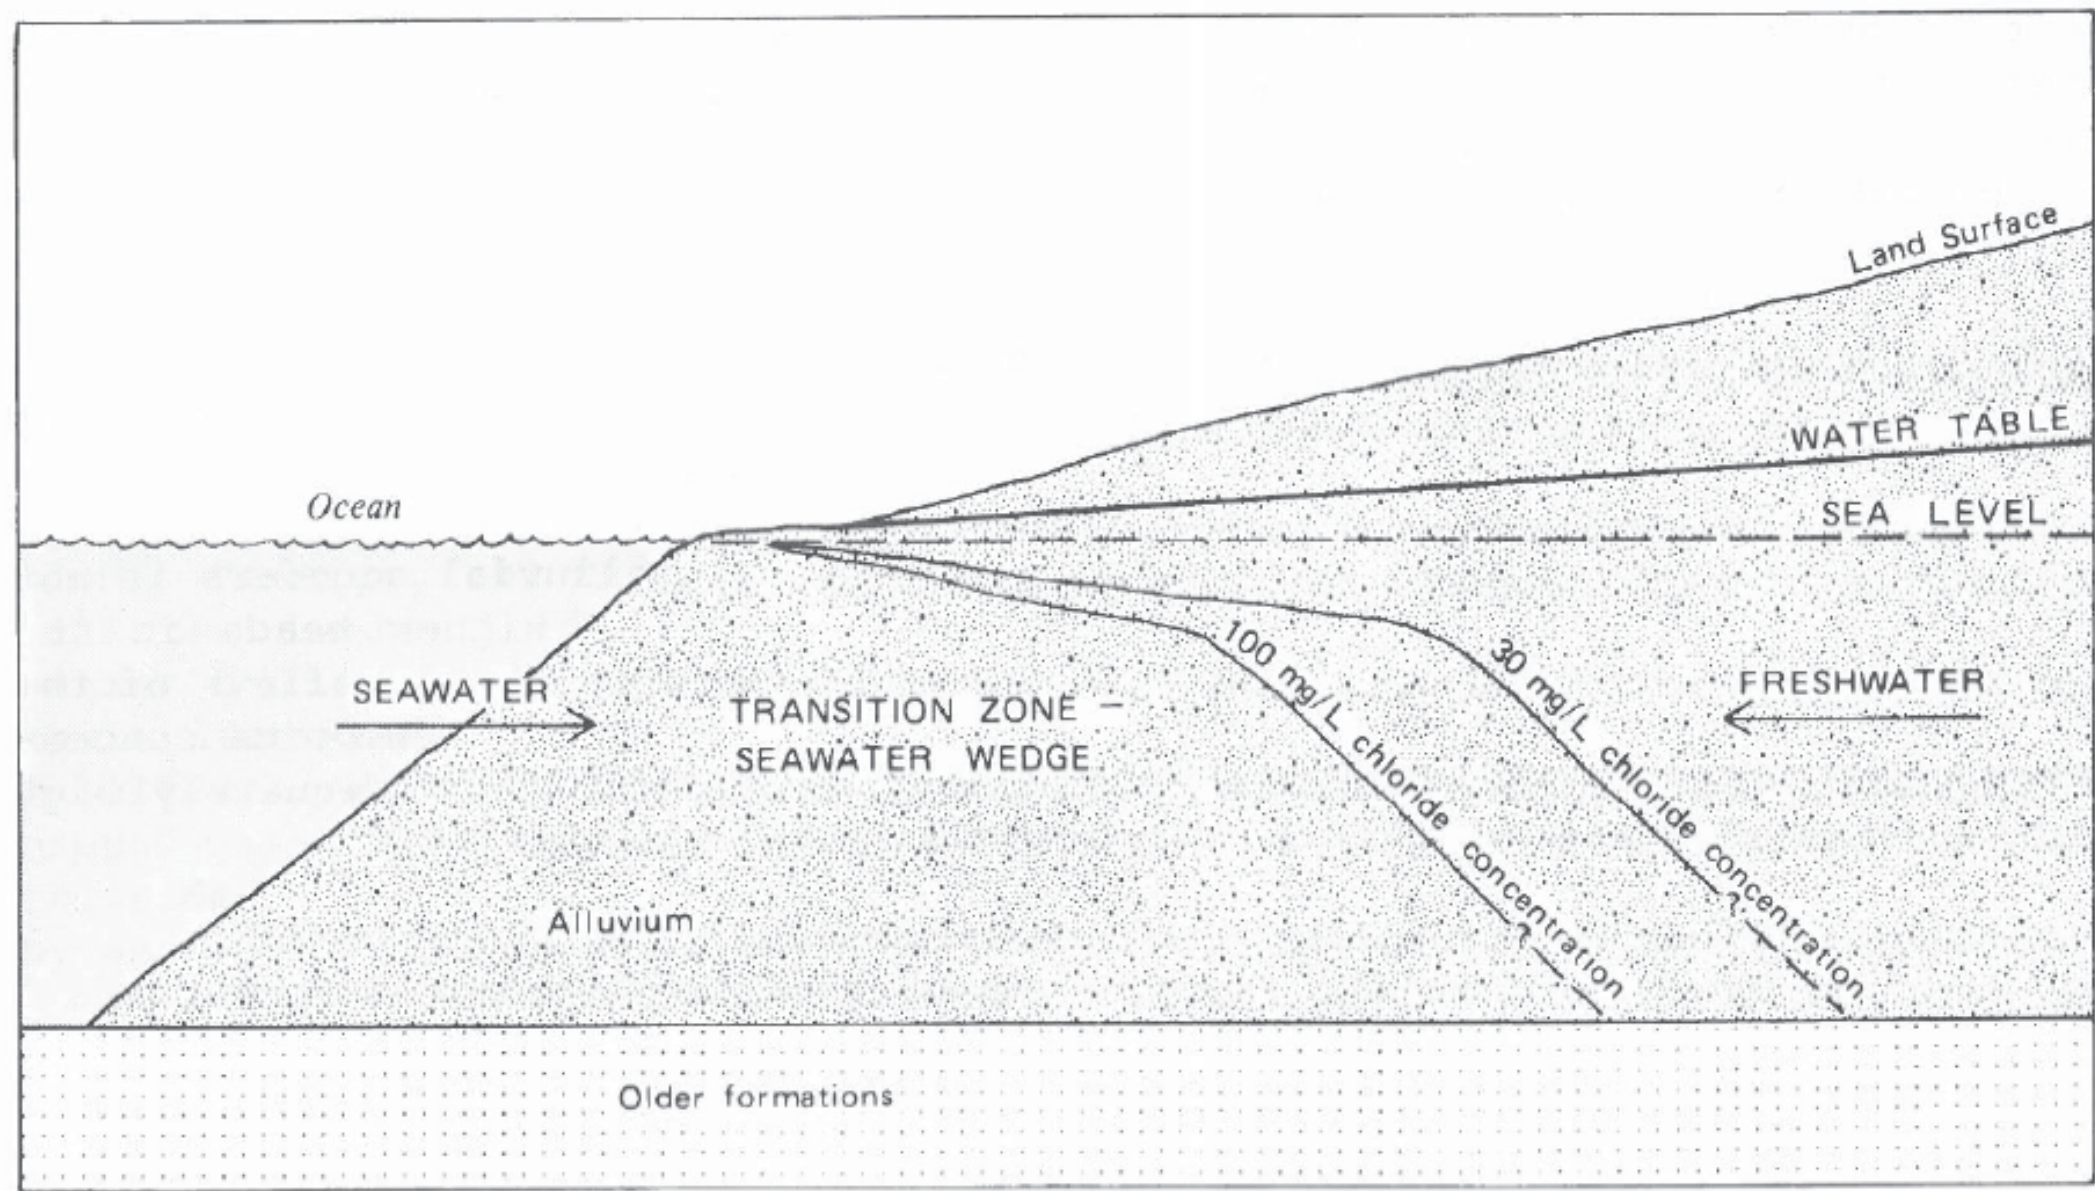 Land Surface
WATER TABLE
Ocean
SEA LEVEL
100 mg/L chloride concentration
30 mg/L chloride concentration
SEAWATER
FRESHWATER
TRANSITION ZONE –
SEAWATER WEDGE
Alluvium
?
?
Older formations